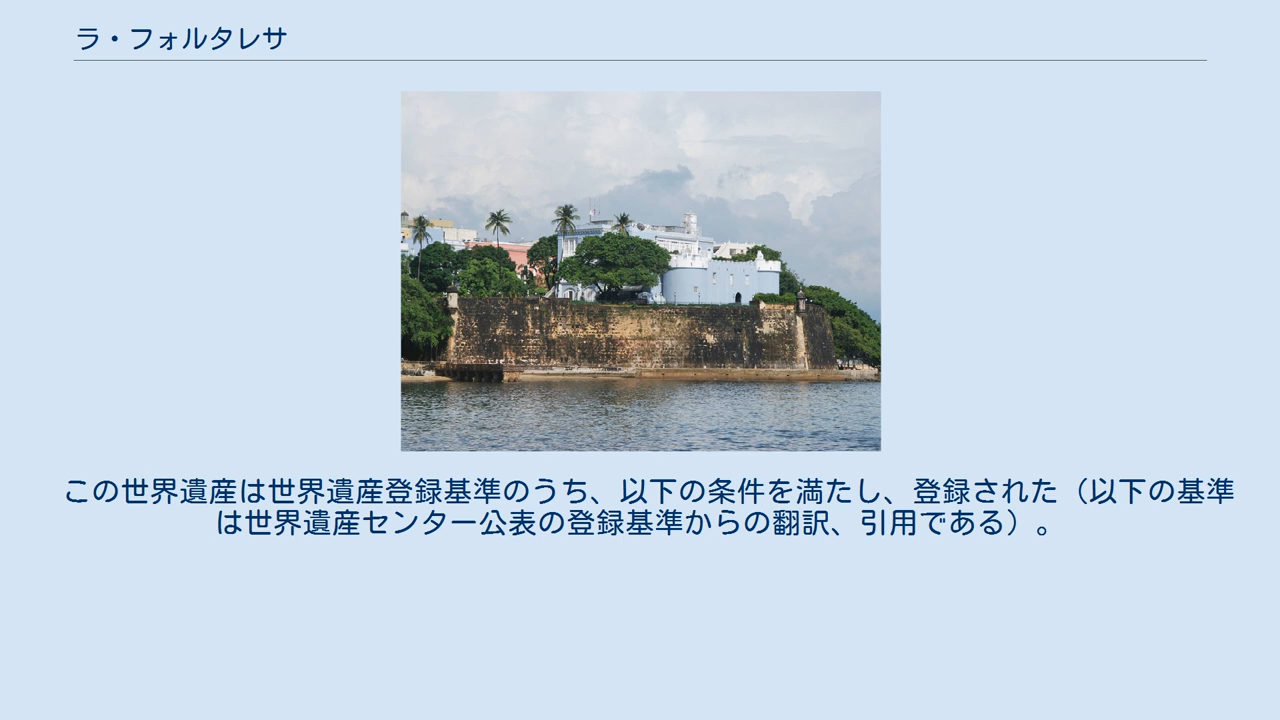 ラ・フォルタレサ
この世界遺産は世界遺産登録基準のうち、以下の条件を満たし、登録された（以下の基準
は世界遺産センター公表の登録基準からの翻訳、引用である）。